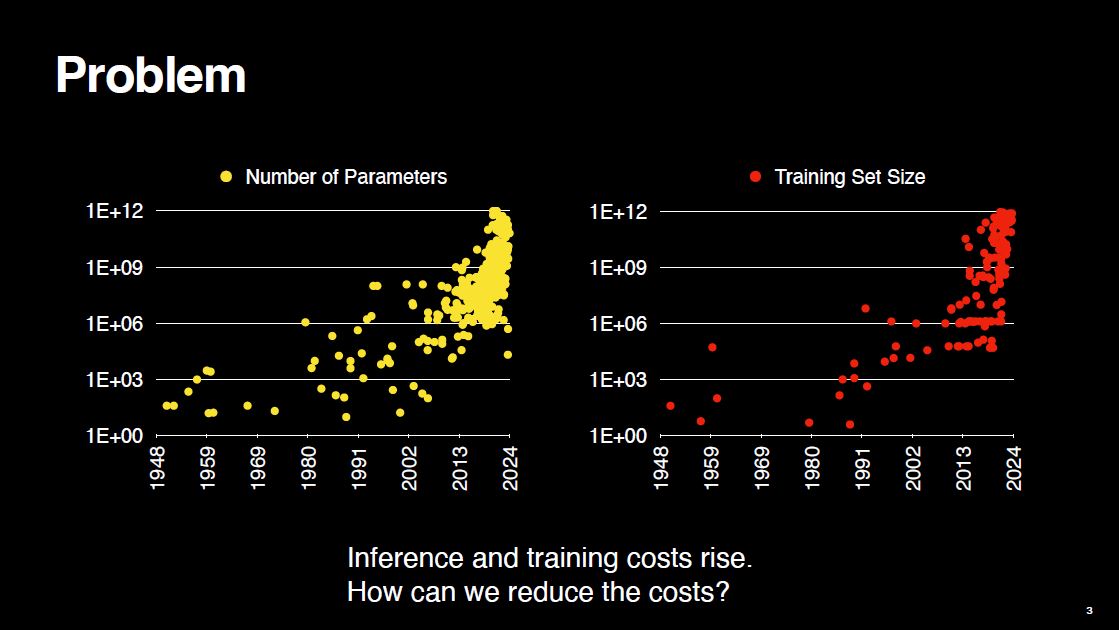 Problem
Number of Parameters
1E+12
1E+09
1E+06
1E+03
1E+00
1948
1959
1969
1980
1991
2002
2013
2024
Training Set Size
1E+12
1E+09
1E+06
1E+03
1E+00
1948
1959
1969
1980
1991
2002
2013
2024
Inference and training costs rise.
How can we reduce the costs?
3